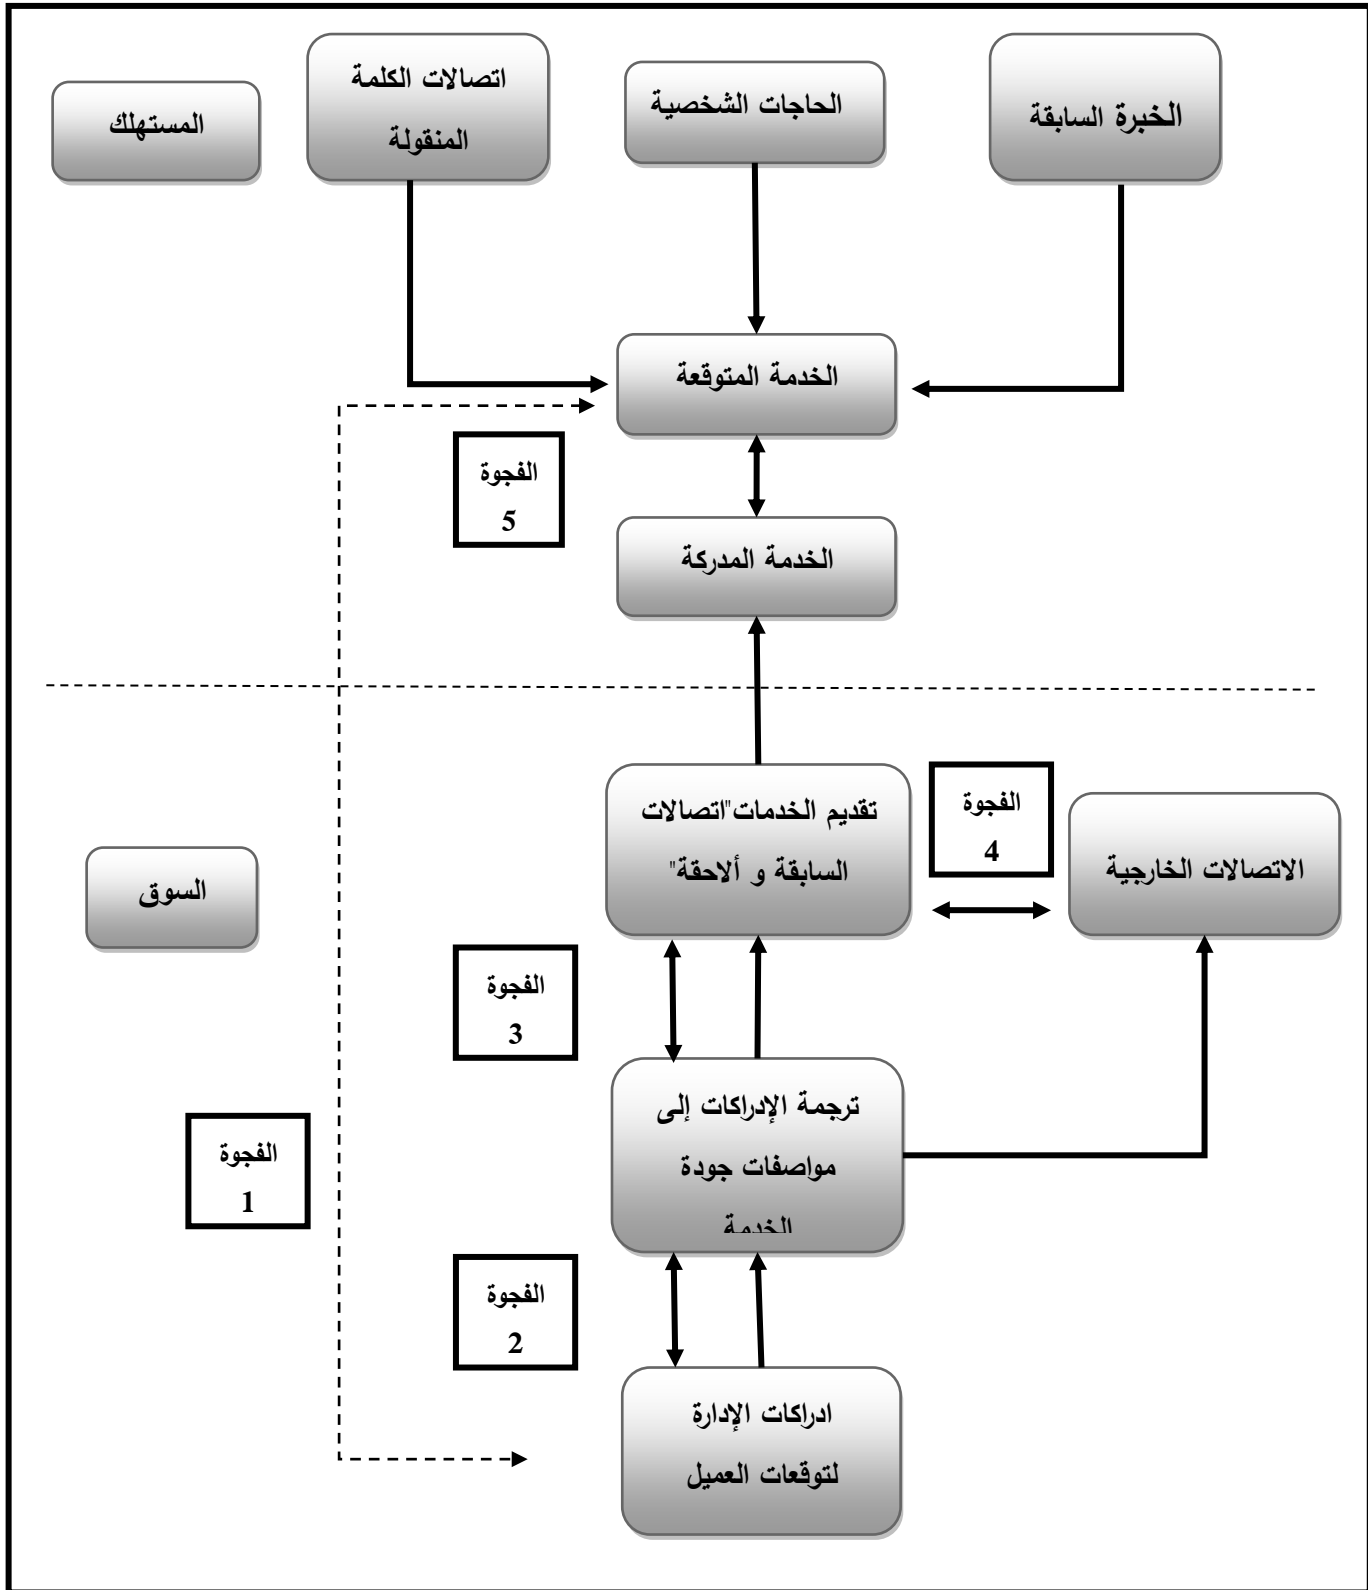 الخبرة السابقة
الحاجات الشخصية
اتصالات الكلمة
المنقولة
المستهلك
الخدمة المتوقعة
الفجوة
5
الخدمة المدركة
الفجوة
4
الاتصالات الخارجية
تقديم الخدمات"اتصالات
السابقة و ألاحقة"
السوق
الفجوة
3
ترجمة الإدراكات إلى
مواصفات جودة
الخدمة
الفجوة
1
الفجوة
2
ادراكات الإدارة
لتوقعات العميل